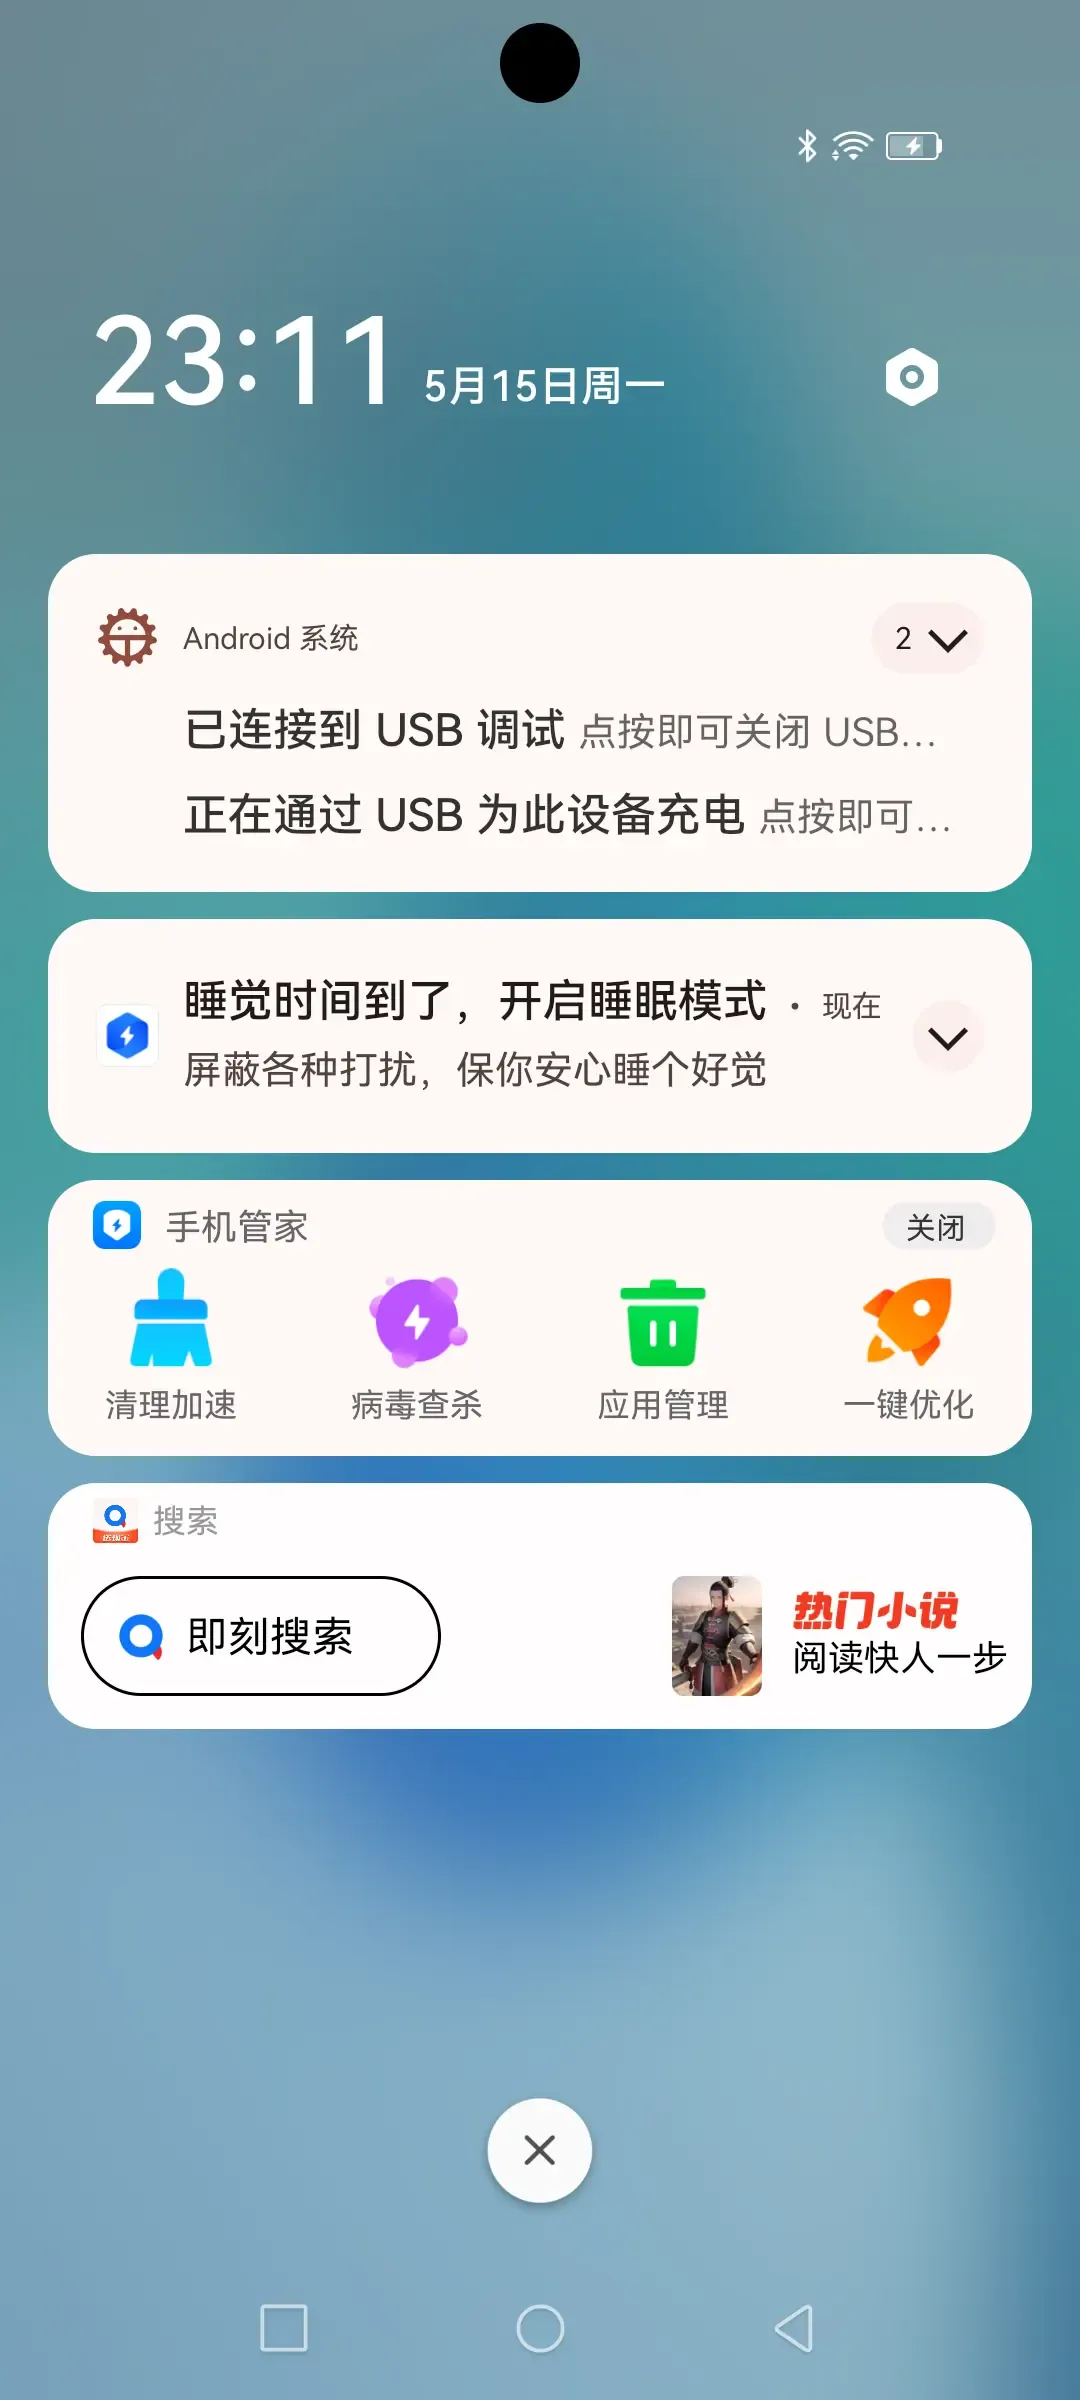 23:11 5月15日周一
Android 系统
2
已连接到 USB 调试 点按即可关闭 USB…
正在通过 USB 为此设备充电 点按即可…
睡觉时间到了，开启睡眠模式 · 现在
屏蔽各种打扰，保你安心睡个好觉
手机管家
关闭
清理加速
病毒查杀
应用管理
一键优化
搜索
即刻搜索
热门小说
阅读快人一步